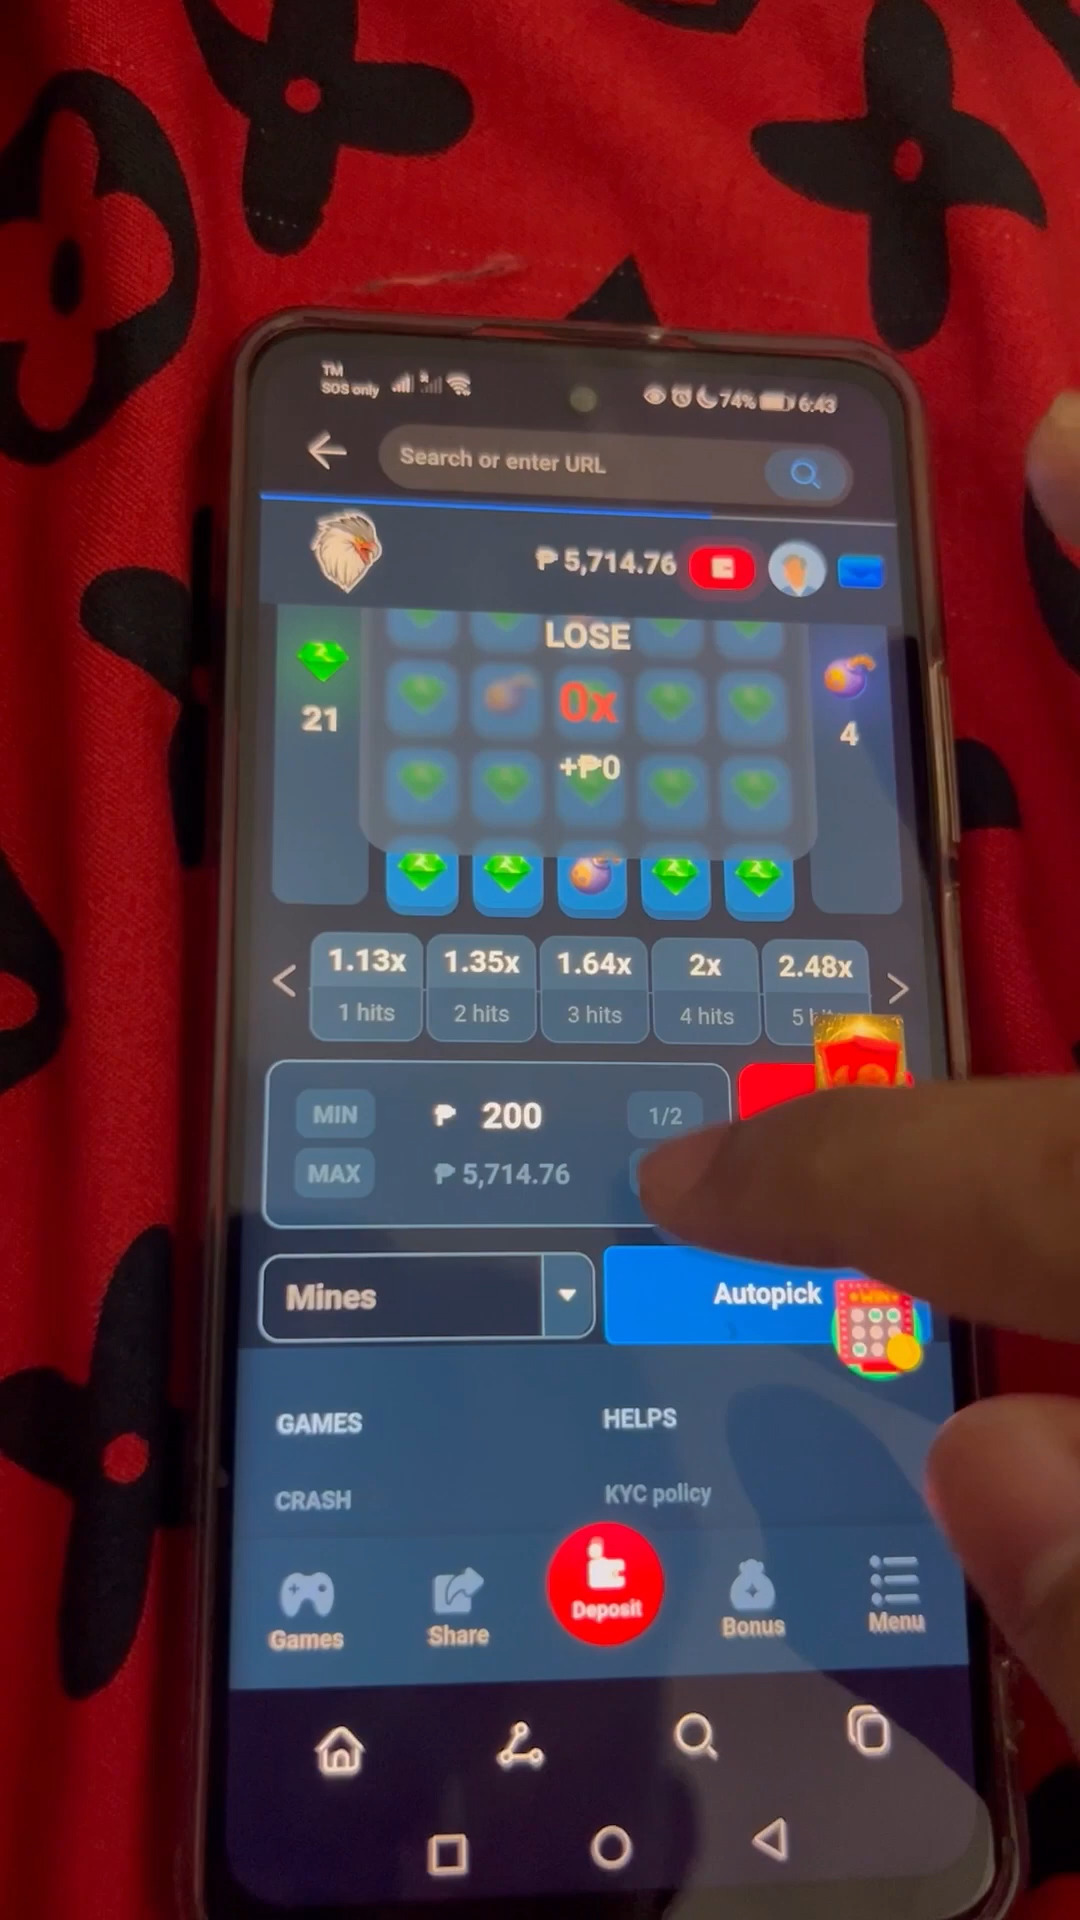 TM
SOS only
74% 6:43
Search or enter URL
₱ 5,714.76
LOSE
0x
21
4
+₱0
1.13x 1.35x 1.64x 2x 2.48x
1 hits 2 hits 3 hits 4 hits 5
MIN ₱ 200 1/2
MAX ₱ 5,714.76
Mines Autopick
WIN
GAMES HELPS
CRASH KYC policy
Games Share Deposit Bonus Menu